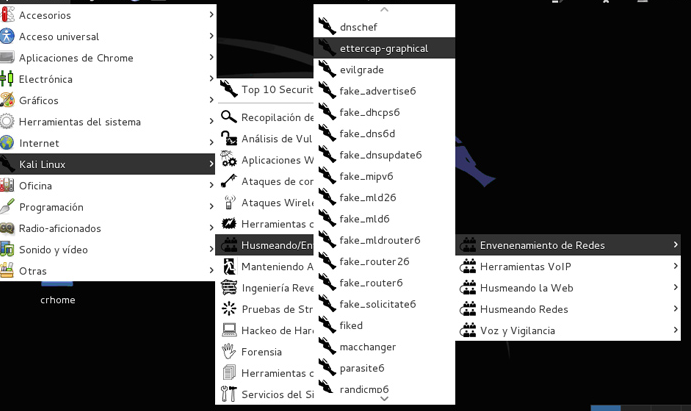 Accesorios
Acceso universal
Aplicaciones de Chrome
Electrónica
Gráficos
Herramientas del sistema
Internet
Kali Linux
Oficina
Programación
Radio-aficionados
Sonido y vídeo
Otras
crhome
Top 10 Securit
Recopilación de
Análisis de Vul
Aplicaciones W
Ataques de con
Ataques Wirele
Herramientas
Husmeando/En
Manteniendo A
Ingeniería Reve
Pruebas de Str
Hackeo de Har
Forensia
Herramientas
Servicios del Si
dnschef
ettercap-graphical
evilgrade
fake_advertise6
fake_dhcps6
fake_dns6d
fake_dnsupdate6
fake_mipv6
fake_mld26
fake_mld6
fake_mldrouter6
fake_router26
fake_router6
fake_solicitate6
fiked
macchanger
parasite6
randicmp6
Envenenamiento de Redes
Herramientas VoIP
Husmeando la Web
Husmeando Redes
Voz y Vigilancia